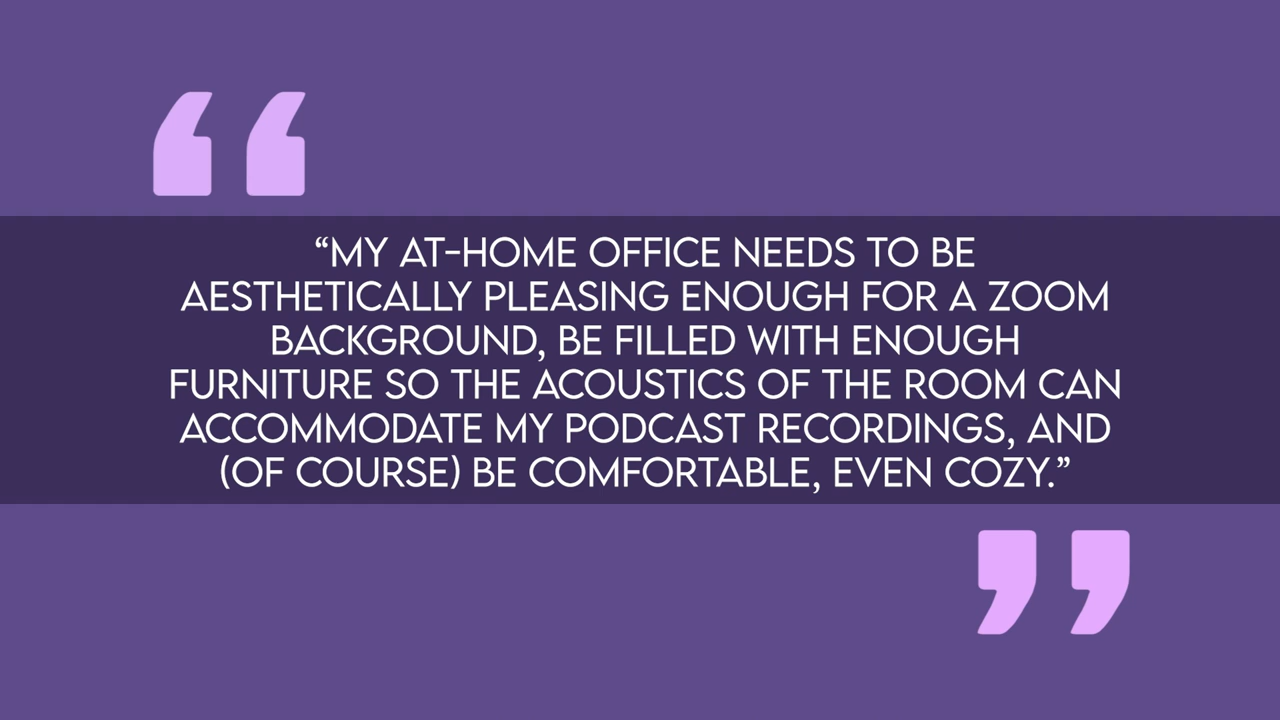 “MY AT-HOME OFFICE NEEDS TO BE
AESTHETICALLY PLEASING ENOUGH FOR A ZOOM
BACKGROUND, BE FILLED WITH ENOUGH
FURNITURE SO THE ACOUSTICS OF THE ROOM CAN
ACCOMMODATE MY PODCAST RECORDINGS, AND
(OF COURSE) BE COMFORTABLE, EVEN COZY.”